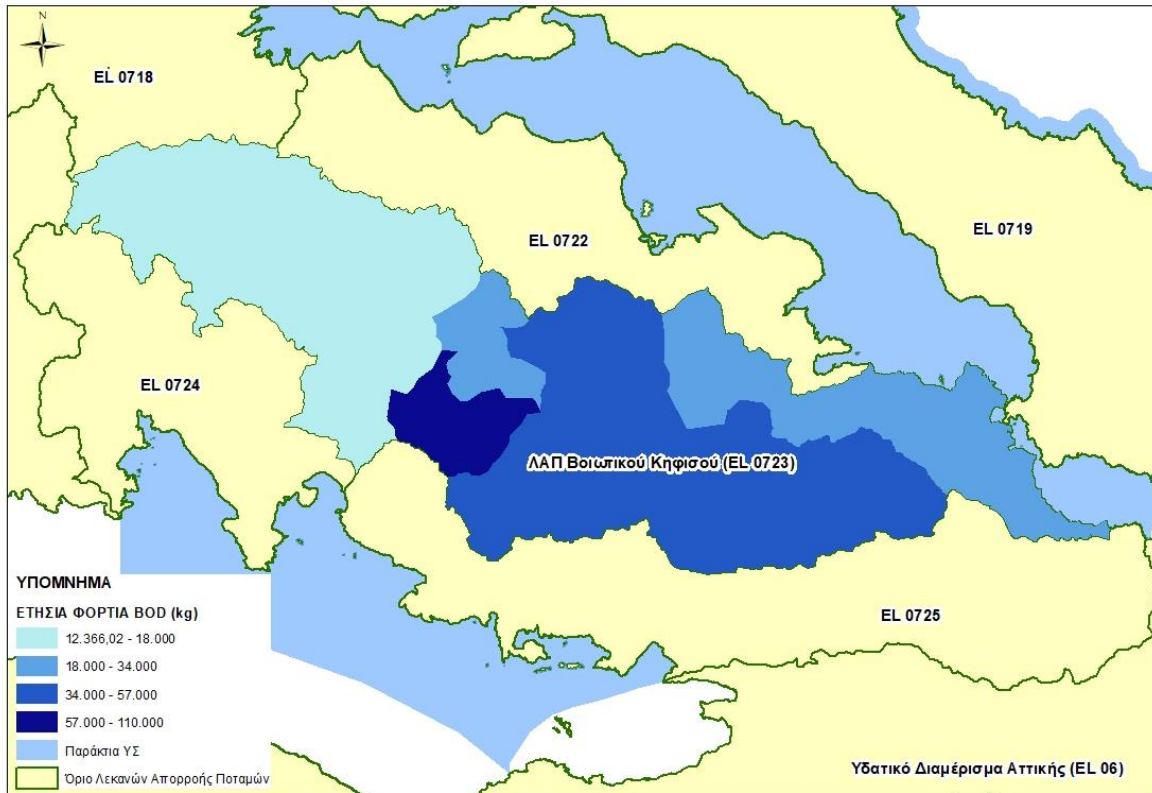 N
EL 0718
EL 0722
EL 0719
EL 0724
ΛΑΠ Βοιωτικού Κηφισού (EL 0723)
ΥΠΟΜΝΗΜΑ
ΕΤΗΣΙΑ ΦΟΡΤΙΑ BOD (kg)
12.366,02 - 18.000
18.000 - 34.000
34.000 - 57.000
57.000 - 110.000
Παράκτια ΥΣ
Όριο Λεκανών Απορροής Ποταμών
EL 0725
Υδατικό Διαμέρισμα Αττικής (EL 06)